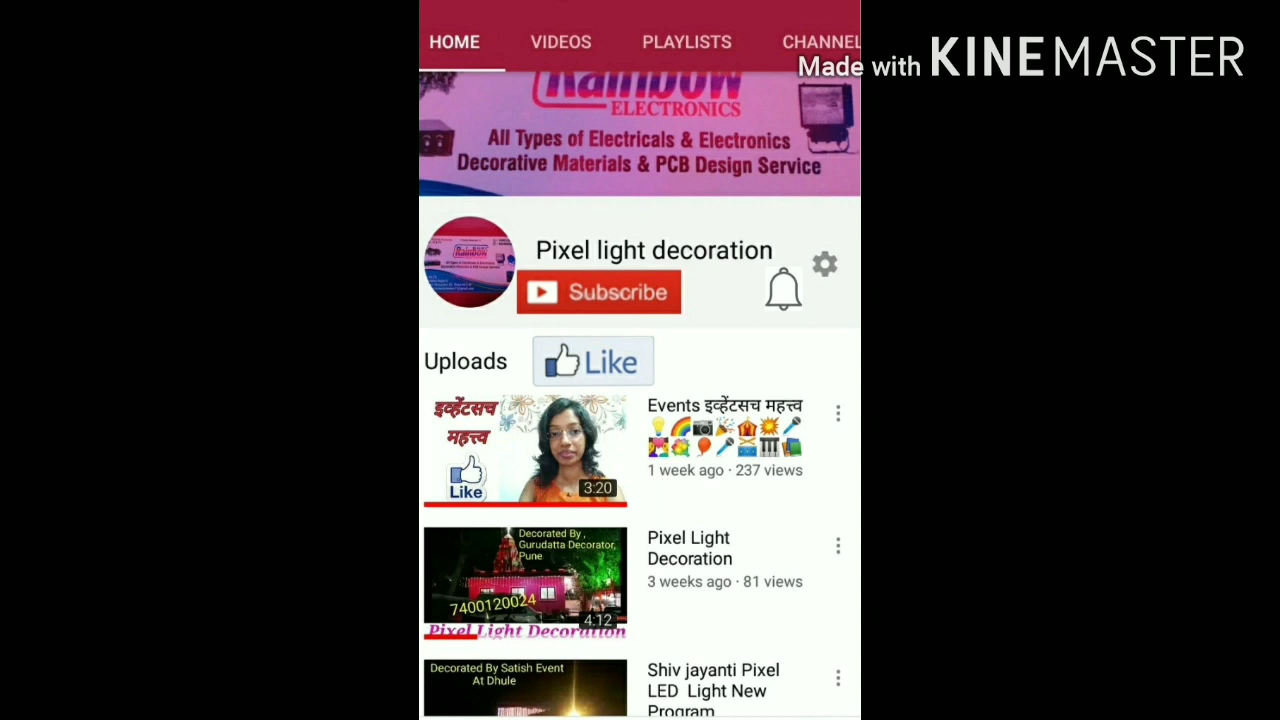 HOME VIDEOS PLAYLISTS CHANNEL
Made with KINEMASTER
Rainbow
ELECTRONICS
All Types of Electricals & Electronics
Decorative Materials & PCB Design Service
Rainbow
Pixel light decoration
Subscribe
Uploads
Like
इव्हेंटसच
महत्त्व
Like
3:20
Events इव्हेंटसच महत्त्व
1 week ago · 237 views
Decorated By ,
Gurudatta Decorator,
Pune
7400120024
4:12
Pixel Light Decoration
Pixel Light
Decoration
3 weeks ago · 81 views
Decorated By Satish Event
At Dhule
Shiv jayanti Pixel
LED Light New
Program